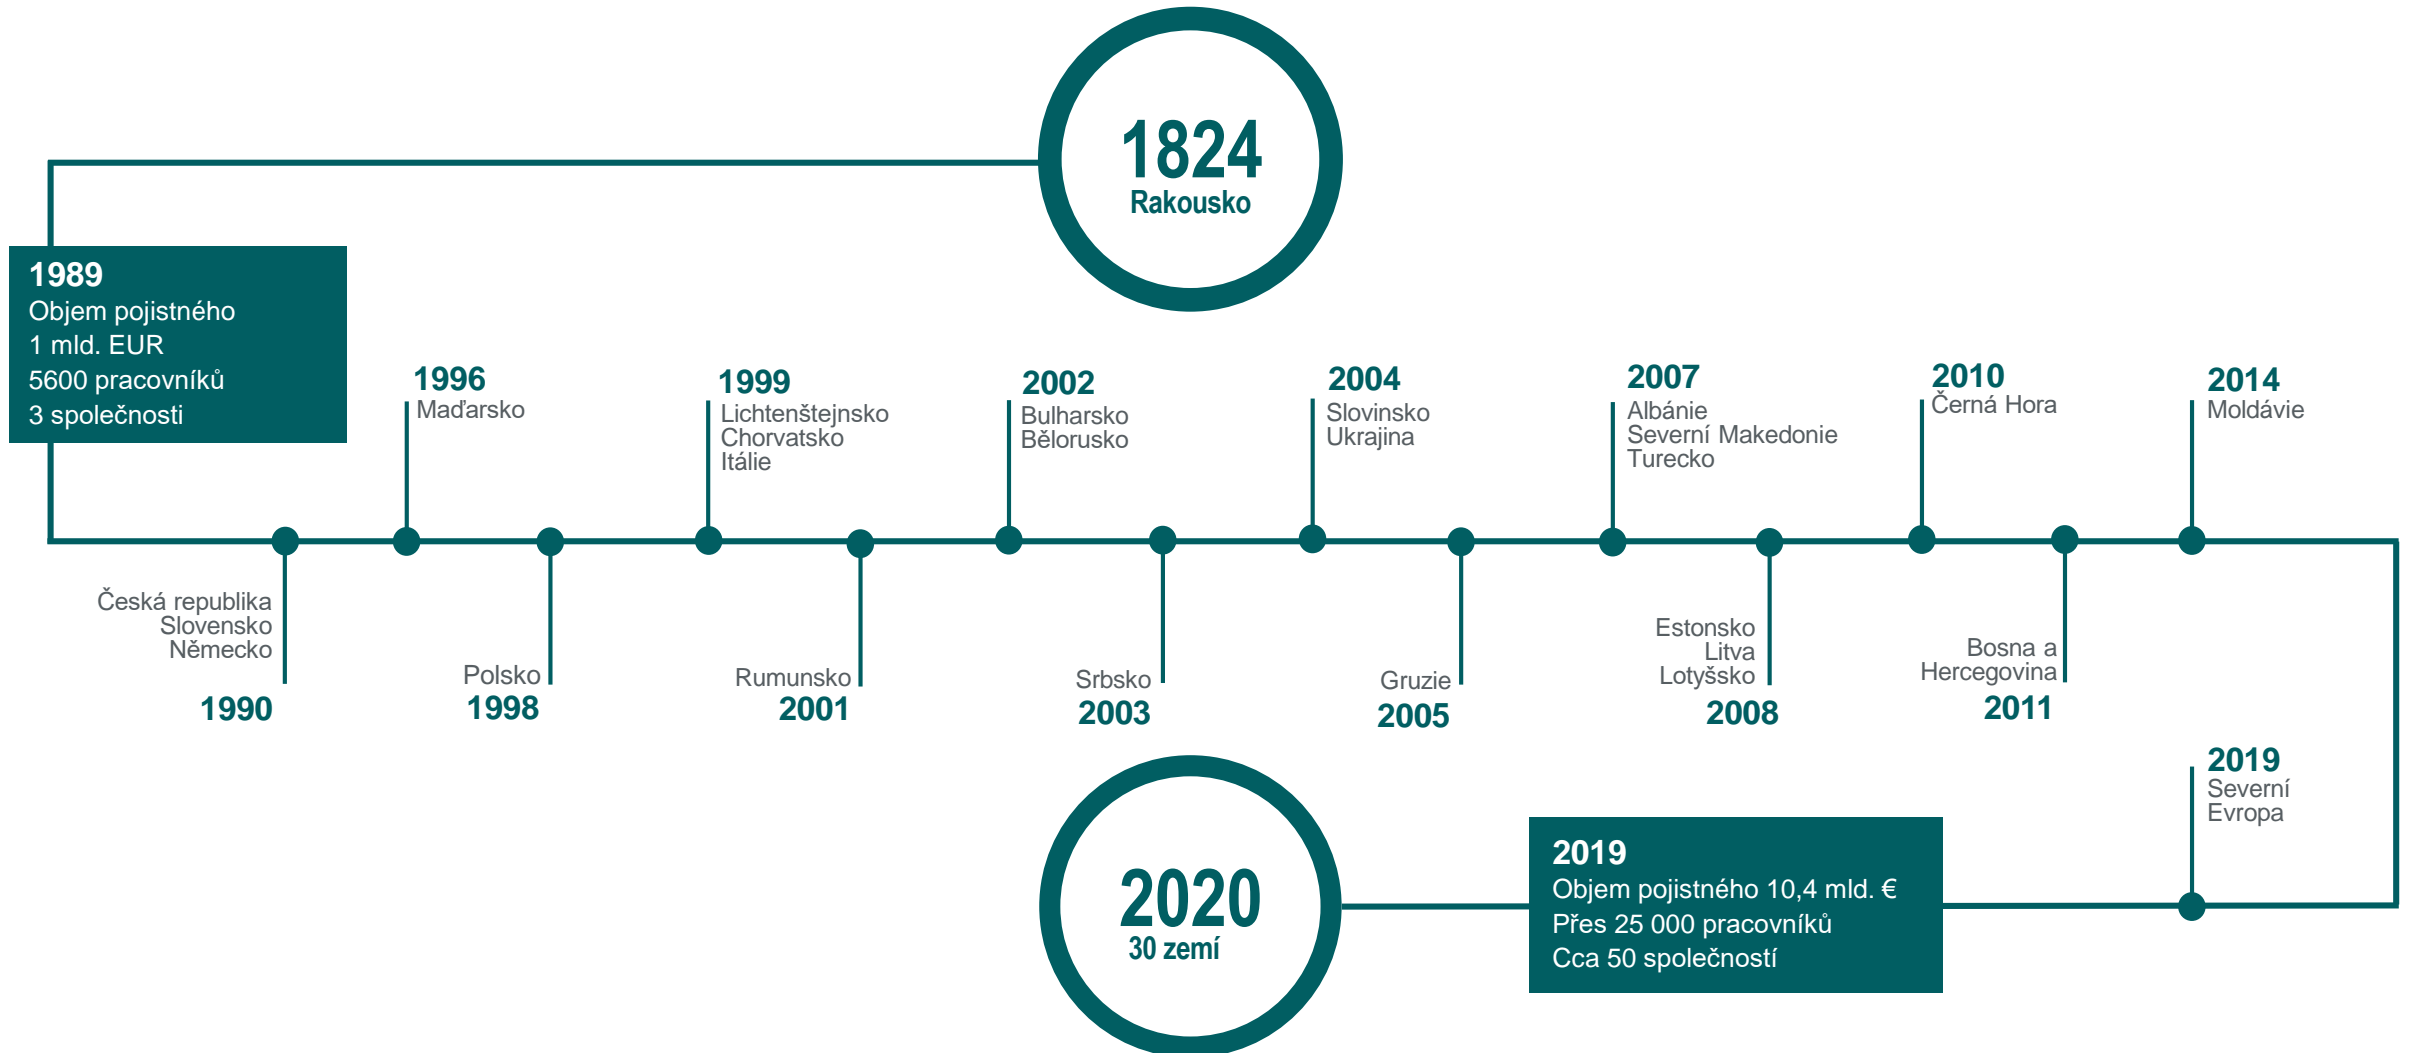 1824
Rakousko
1989
Objem pojistného
1 mld. EUR
5600 pracovníků
3 společnosti
1996
Maďarsko
1999
Lichtenštejnsko
Chorvatsko
Itálie
2002
Bulharsko
Bělorusko
2004
Slovinsko
Ukrajina
2007
Albánie
Severní Makedonie
Turecko
2010
Černá Hora
2014
Moldávie
Česká republika
Slovensko
Německo
1990
Polsko
1998
Rumunsko
2001
Srbsko
2003
Gruzie
2005
Estonsko
Litva
Lotyšsko
2008
Bosna a
Hercegovina
2011
2019
Severní
Evropa
2019
Objem pojistného 10,4 mld. €
Přes 25 000 pracovníků
Cca 50 společností
2020
30 zemí